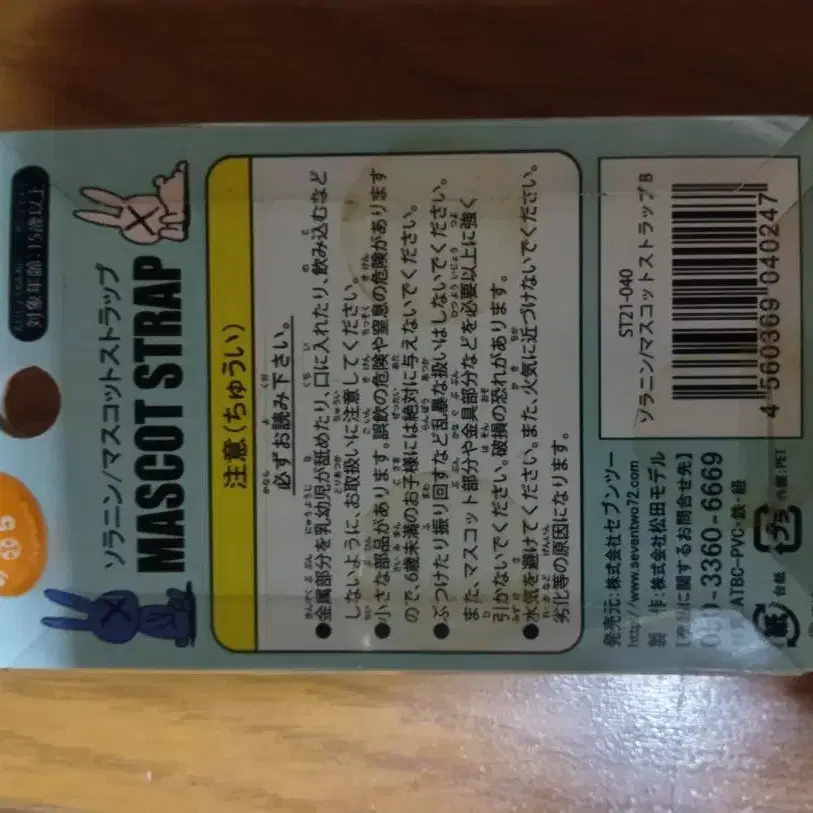 対象年齢:15歳以上
ソラニン/マスコットストラップ
MASCOT STRAP
注意(ちゅうい)
必ずお読み下さい。
●金属部分を乳幼児が舐めたり、口に入れたり、飲み込むなど
しないように、お取扱いに注意してください。
●小さな部品があります。誤飲の危険や窒息の危険があります
ので、6歳未満のお子様には絶対に与えないでください。
●ぶつけたり振り回すなど乱暴な扱いはしないでください。
また、マスコット部分や金具部分などを必要以上に強く
引かないでください。破損の恐れがあります。
●水気を避けてください。また、火気に近づけないでください。
劣化等の原因になります。
発売元:株式会社セブンツー
http://www.seventwo72.com
製 作:株式会社松田モデル
に関するお問合せ先】
-3360-6669
ATBC-PVC・鉄・紐
紙
台紙
プラ
外装:PET
ST21-040
ソラニン/マスコットストラップ B
4 560369 040247